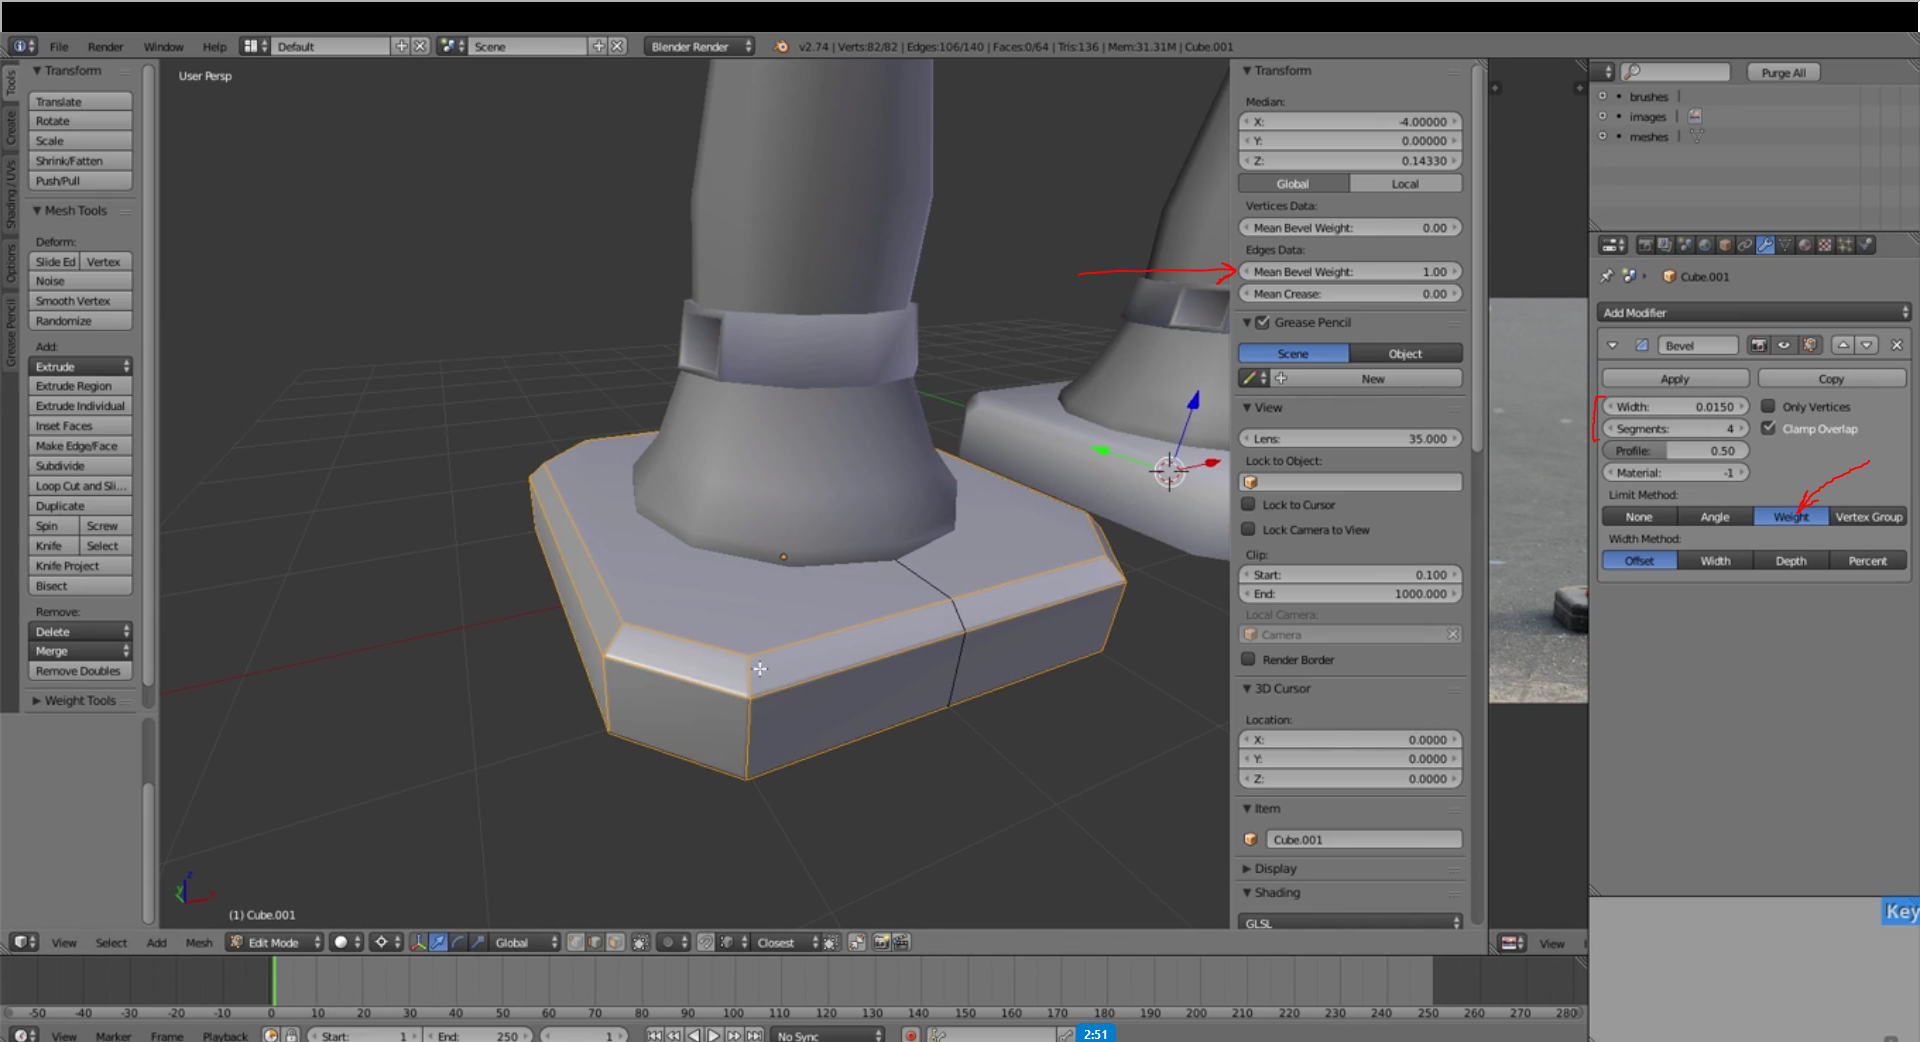 File Render Window Help Default Scene Blender Render v2.74 | Verts:82/82 | Edges:106/140 | Faces:0/64 | Tris:136 | Mem:31.31M | Cube.001
Tools
Create
Shading / UVs
Options
Grease Pencil
Transform
Translate
Rotate
Scale
Shrink/Fatten
Push/Pull
Mesh Tools
Deform:
Slide Ed Vertex
Noise
Smooth Vertex
Randomize
Add:
Extrude
Extrude Region
Extrude Individual
Inset Faces
Make Edge/Face
Subdivide
Loop Cut and Sli...
Duplicate
Spin Screw
Knife Select
Knife Project
Bisect
Remove:
Delete
Merge
Remove Doubles
Weight Tools
User Persp
z
y
(1) Cube.001
Transform
Median:
X: -4.00000
Y: 0.00000
Z: 0.14330
Global Local
Vertices Data:
Mean Bevel Weight: 0.00
Edges Data:
Mean Bevel Weight: 1.00
Mean Crease: 0.00
Grease Pencil
Scene Object
New
View
Lens: 35.000
Lock to Object:
Lock to Cursor
Lock Camera to View
Clip:
Start: 0.100
End: 1000.000
Local Camera:
Camera
Render Border
3D Cursor
Location:
X: 0.0000
Y: 0.0000
Z: 0.0000
Item
Cube.001
Display
Shading
GLSL
Purge All
brushes
images
meshes
Cube.001
Add Modifier
Bevel
Apply Copy
Width: 0.0150 Only Vertices
Segments: 4 Clamp Overlap
Profile: 0.50
Material: -1
Limit Method:
None Angle Weight Vertex Group
Width Method:
Offset Width Depth Percent
Key
View Select Add Mesh Edit Mode Global Closest View
-50 -40 -30 -20 -10 0 10 20 30 40 50 60 70 80 90 100 110 120 130 140 150 160 170 180 190 200 210 220 230 240 250 260 270 280
View Marker Frame Playback Start: 1 End: 250 1 No Sync 2:51